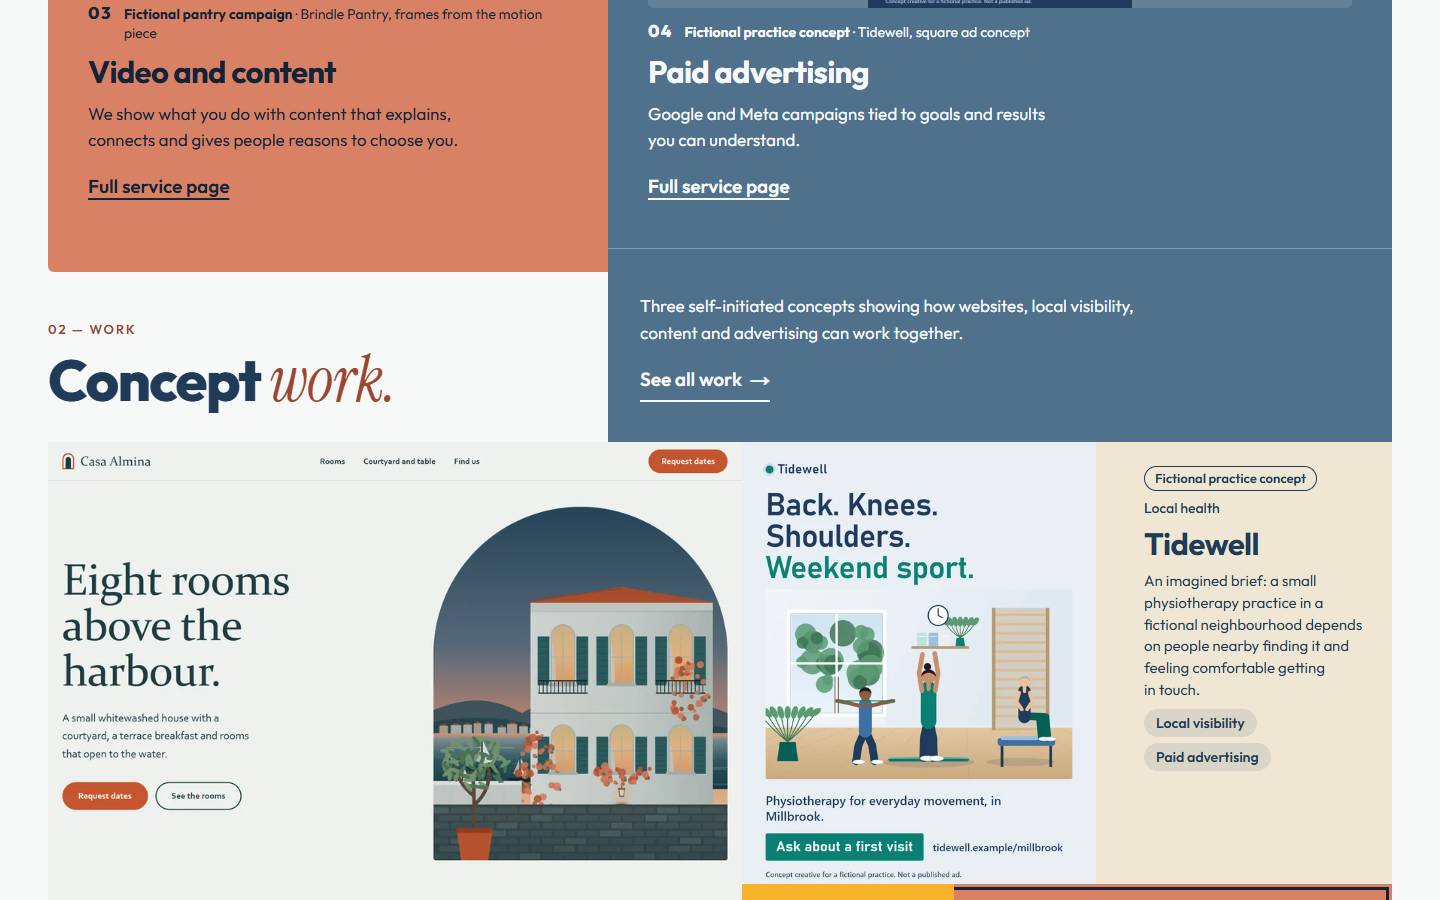 03 Fictional pantry campaign · Brindle Pantry, frames from the motion
piece
Video and content
We show what you do with content that explains,
connects and gives people reasons to choose you.
Full service page
Concept creative for a fictional practice. Not a published ad.
04 Fictional practice concept · Tidewell, square ad concept
Paid advertising
Google and Meta campaigns tied to goals and results
you can understand.
Full service page
02 — WORK
Concept work.
Three self-initiated concepts showing how websites, local visibility,
content and advertising can work together.
See all work →
Casa Almina
Rooms Courtyard and table Find us
Request dates
Eight rooms
above the
harbour.
A small whitewashed house with a
courtyard, a terrace breakfast and rooms
that open to the water.
Request dates See the rooms
Tidewell
Back. Knees.
Shoulders.
Weekend sport.
Physiotherapy for everyday movement, in
Millbrook.
Ask about a first visit tidewell.example/millbrook
Concept creative for a fictional practice. Not a published ad.
Fictional practice concept
Local health
Tidewell
An imagined brief: a small
physiotherapy practice in a
fictional neighbourhood depends
on people nearby finding it and
feeling comfortable getting
in touch.
Local visibility
Paid advertising